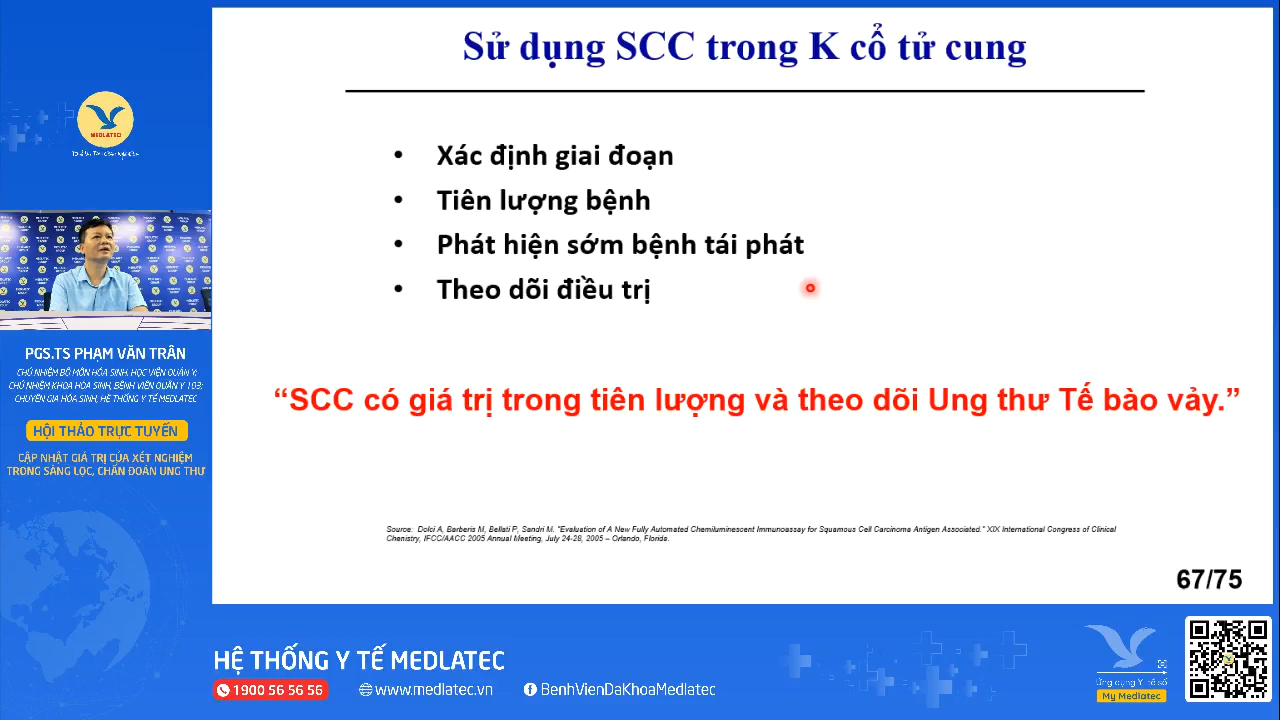 Sử dụng SCC trong K cổ tử cung
• Xác định giai đoạn
• Tiên lượng bệnh
• Phát hiện sớm bệnh tái phát
• Theo dõi điều trị
“SCC có giá trị trong tiên lượng và theo dõi Ung thư Tế bào vảy.”
Source: Dolci A, Barberis M, Bellati P, Sandri M. "Evaluation of A New Fully Automated Chemiluminescent Immunoassay for Squamous Cell Carcinoma Antigen Associated." XIX International Congress of Clinical
Chemistry, IFCC/AACC 2005 Annual Meeting, July 24-28, 2005 – Orlando, Florida.
67/75
MEDLATEC
PGS.TS PHẠM VĂN TRÂN
CHỦ NHIỆM BỘ MÔN HÓA SINH, HỌC VIỆN QUÂN Y;
CHỦ NHIỆM KHOA HÓA SINH, BỆNH VIỆN QUÂN Y 103;
CHUYÊN GIA HÓA SINH, HỆ THỐNG Y TẾ MEDLATEC
HỘI THẢO TRỰC TUYẾN
CẬP NHẬT GIÁ TRỊ CỦA XÉT NGHIỆM
TRONG SÀNG LỌC, CHẨN ĐOÁN UNG THƯ
HỆ THỐNG Y TẾ MEDLATEC
1900 56 56 56
www.medlatec.vn
BenhVienDaKhoaMedlatec
Ứng dụng Y tế số
My Medlatec